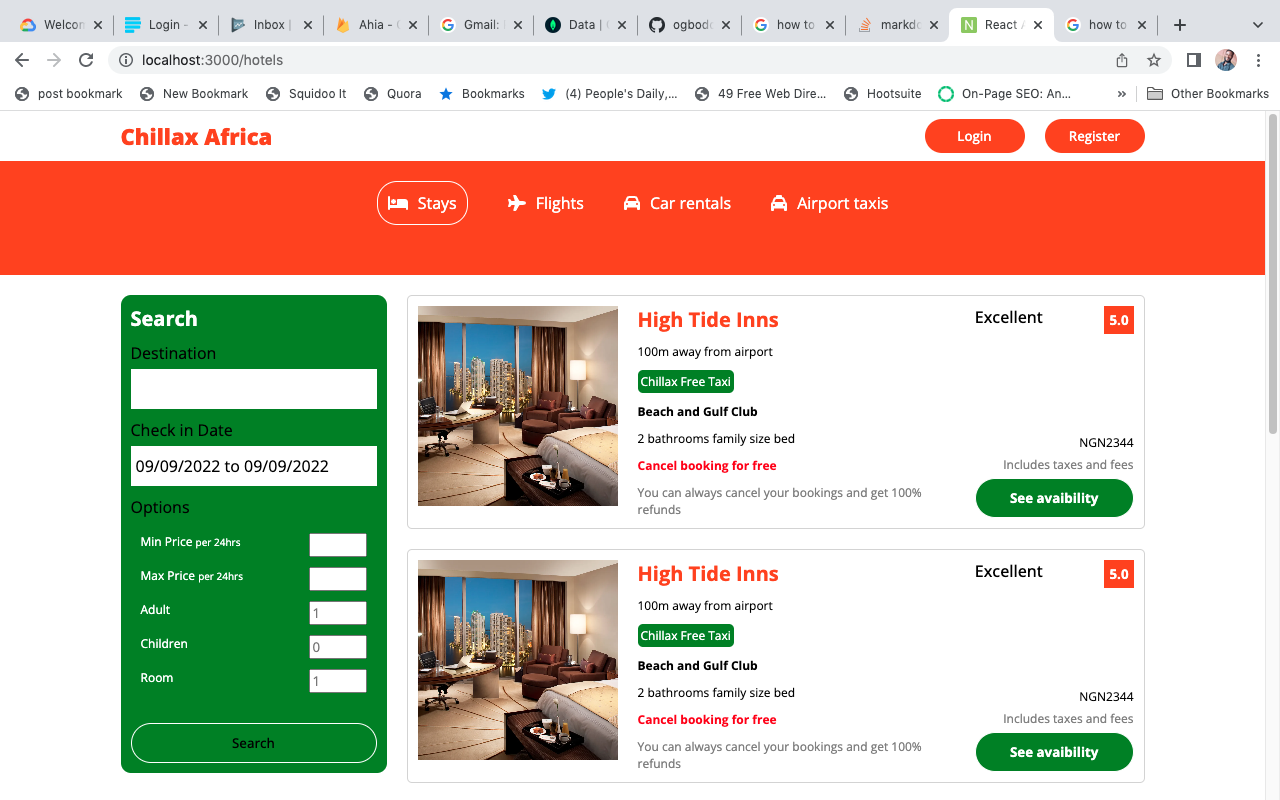 Welcom
Login -
Inbox |
Ahia -
Gmail:
Data |
ogbodo
how to
markdo
React
how to
localhost:3000/hotels
post bookmark
New Bookmark
Squidoo It
Quora
Bookmarks
(4) People's Daily,...
49 Free Web Dire...
Hootsuite
On-Page SEO: An...
»
Other Bookmarks
Chillax Africa
Login
Register
Stays
Flights
Car rentals
Airport taxis
Search
Destination
Check in Date
09/09/2022 to 09/09/2022
Options
Min Price per 24hrs
Max Price per 24hrs
Adult
1
Children
0
Room
1
Search
High Tide Inns
Excellent
5.0
100m away from airport
Chillax Free Taxi
Beach and Gulf Club
2 bathrooms family size bed
Cancel booking for free
You can always cancel your bookings and get 100%
refunds
NGN2344
Includes taxes and fees
See avaibility
High Tide Inns
Excellent
5.0
100m away from airport
Chillax Free Taxi
Beach and Gulf Club
2 bathrooms family size bed
Cancel booking for free
You can always cancel your bookings and get 100%
refunds
NGN2344
Includes taxes and fees
See avaibility